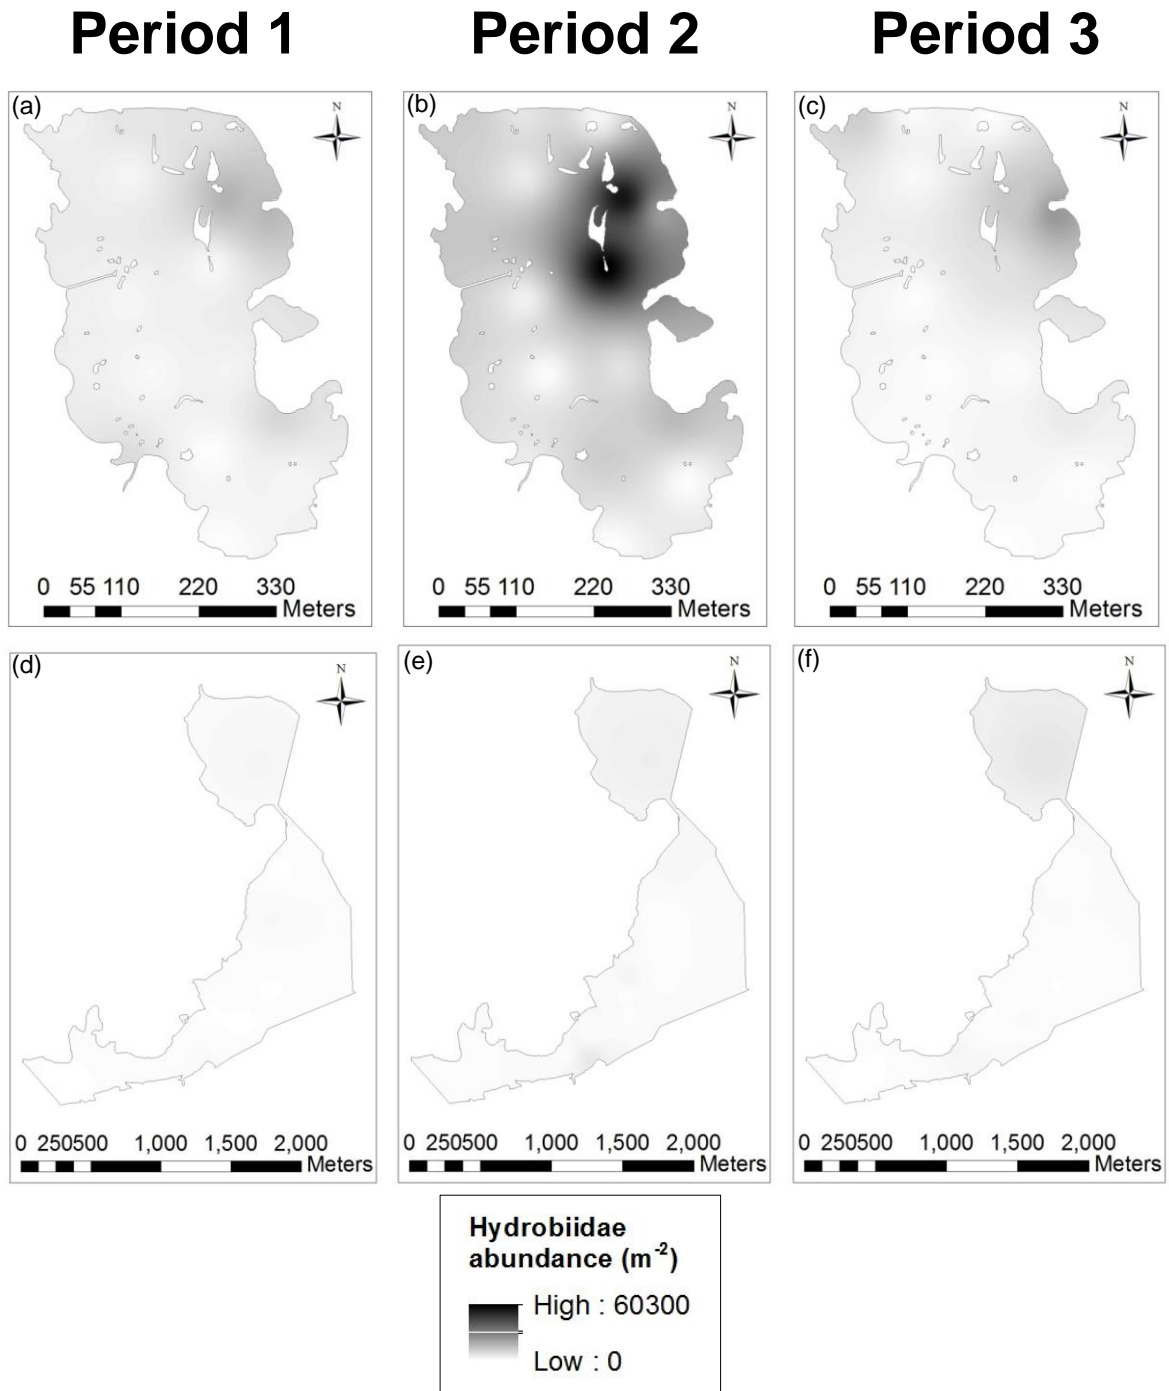 Period 1 Period 2 Period 3
(a) N (b) N (c) N
0 55 110 220 330 Meters 0 55 110 220 330 Meters 0 55 110 220 330 Meters
(d) N (e) N (f) N
0 250500 1,000 1,500 2,000 Meters 0 250500 1,000 1,500 2,000 Meters 0 250500 1,000 1,500 2,000 Meters
Hydrobiidae
abundance (m⁻²)
High : 60300
Low : 0